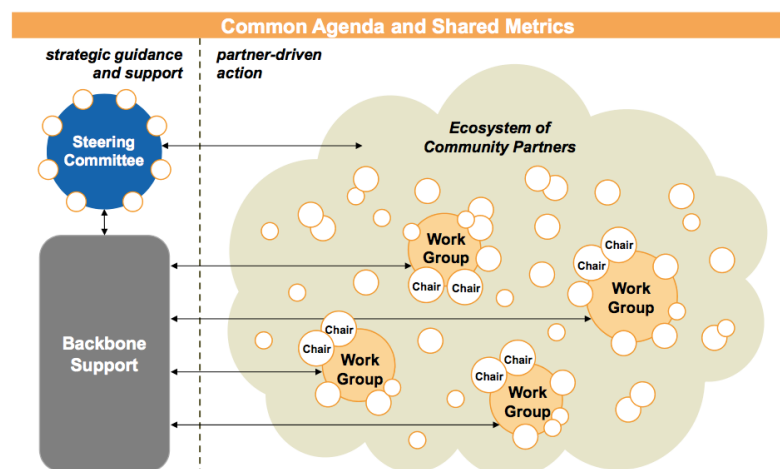 Common Agenda and Shared Metrics
strategic guidance
and support
partner-driven
action
Steering
Committee
Ecosystem of
Community Partners
Work
Group
Chair
Chair
Chair
Chair
Work
Group
Backbone
Support
Chair
Chair
Work
Group
Chair
Chair
Work
Group